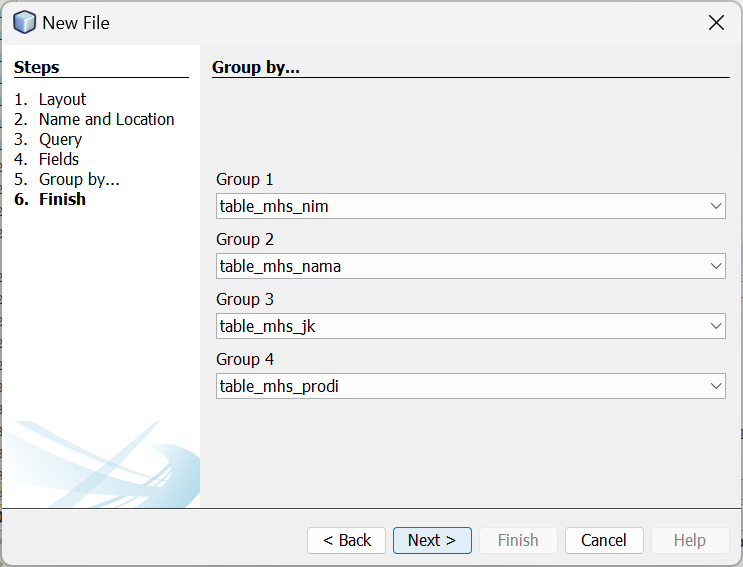 New File
Steps
1. Layout
2. Name and Location
3. Query
4. Fields
5. Group by...
6. Finish
Group by...
Group 1
table_mhs_nim
Group 2
table_mhs_nama
Group 3
table_mhs_jk
Group 4
table_mhs_prodi
< Back Next > Finish Cancel Help